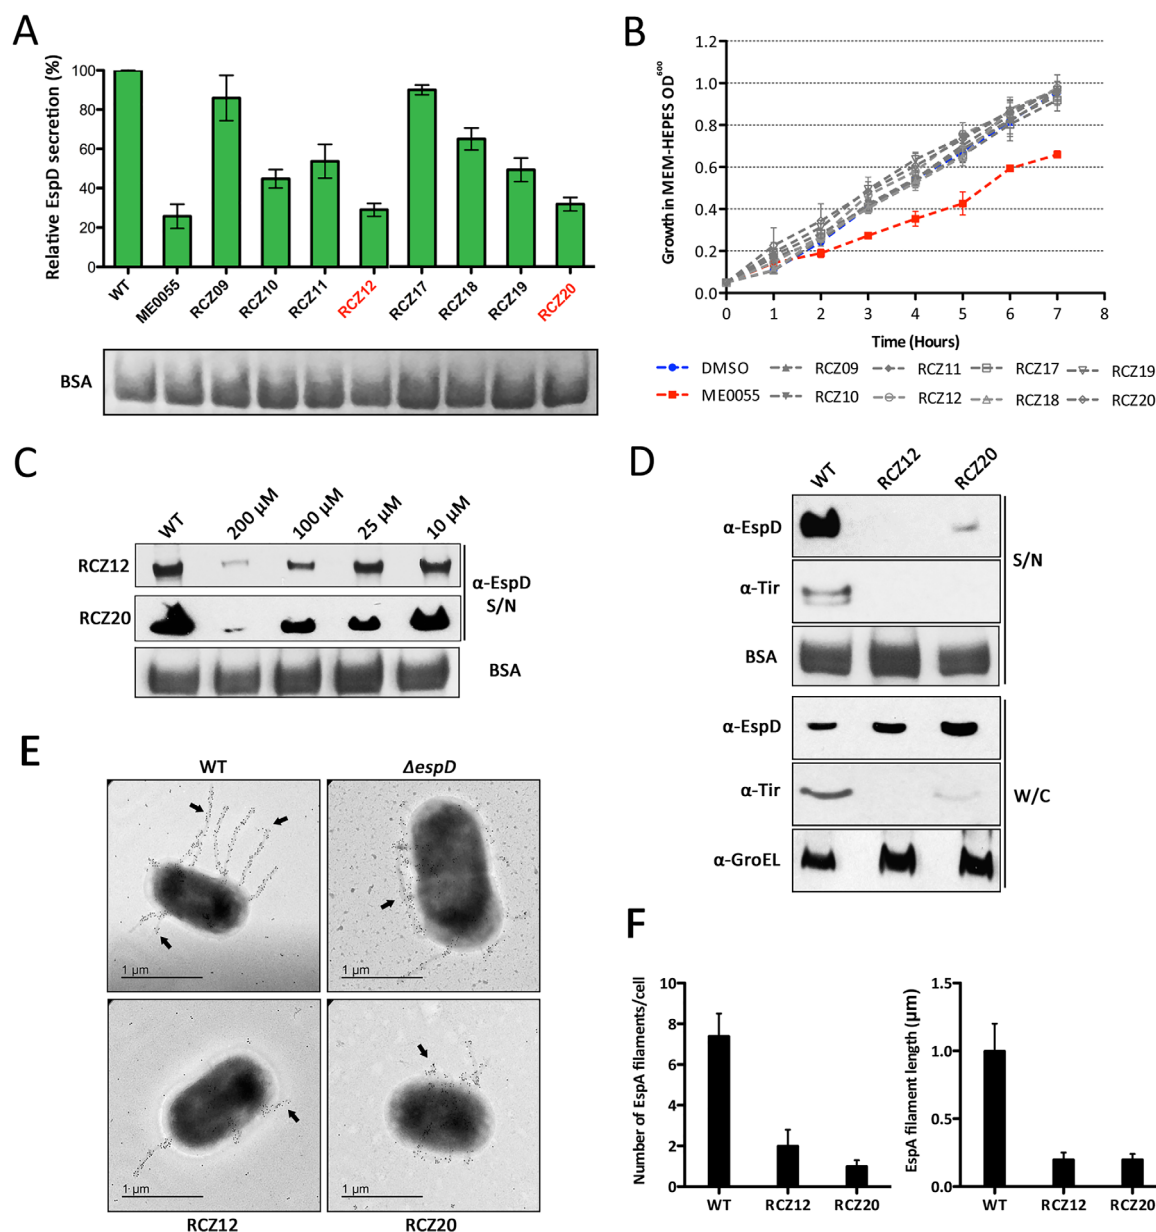 A
Relative EspD secretion (%)
100
80
60
40
20
0
WT
ME0055
RCZ09
RCZ10
RCZ11
RCZ12
RCZ17
RCZ18
RCZ19
RCZ20
BSA
B
Growth in MEM-HEPES OD600
1.2
1.0
0.8
0.6
0.4
0.2
0.0
0 1 2 3 4 5 6 7 8
Time (Hours)
DMSO RCZ09 RCZ11 RCZ17 RCZ19
ME0055 RCZ10 RCZ12 RCZ18 RCZ20
C
WT 200 μM 100 μM 25 μM 10 μM
RCZ12
RCZ20
α-EspD
S/N
BSA
D
WT RCZ12 RCZ20
α-EspD
α-Tir
BSA
S/N
α-EspD
α-Tir
α-GroEL
W/C
E
WT ΔespD
1 μm 1 μm
1 μm 1 μm
RCZ12 RCZ20
F
Number of EspA filaments/cell
10
8
6
4
2
0
WT RCZ12 RCZ20
EspA filament length (μm)
1.5
1.0
0.5
0.0
WT RCZ12 RCZ20